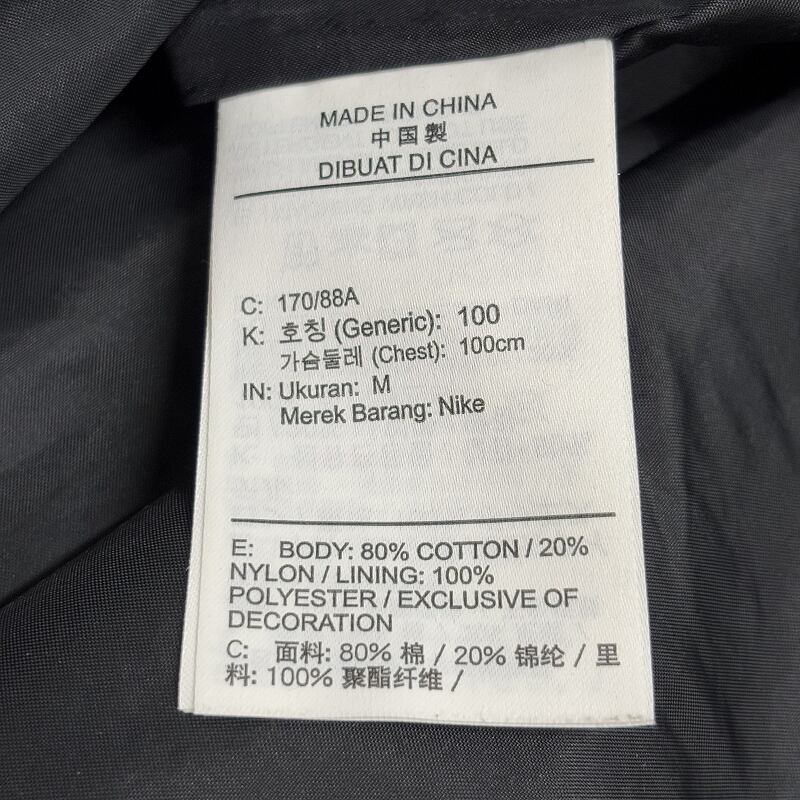 MADE IN CHINA
中国製
DIBUAT DI CINA
C: 170/88A
K: 호칭 (Generic): 100
가슴둘레 (Chest): 100cm
IN: Ukuran: M
Merek Barang: Nike
E: BODY: 80% COTTON / 20%
NYLON / LINING: 100%
POLYESTER / EXCLUSIVE OF
DECORATION
C: 面料: 80% 棉 / 20% 锦纶 / 里
料: 100% 聚酯纤维 /